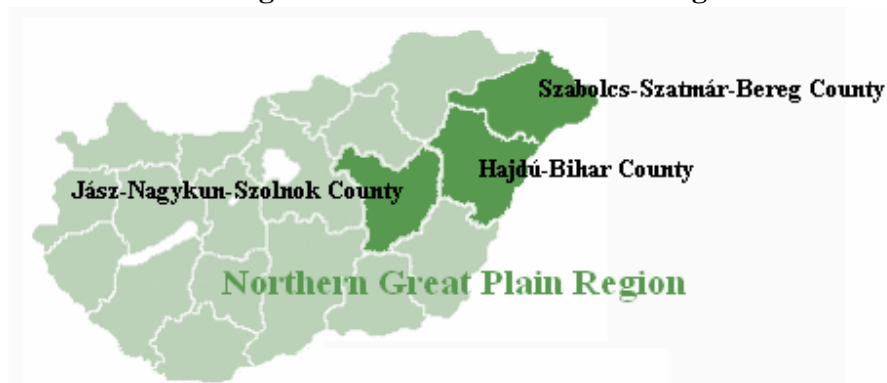 Szabolcs-Szatmár-Bereg County
Hajdú-Bihar County
Jász-Nagykun-Szolnok County
Northern Great Plain Region